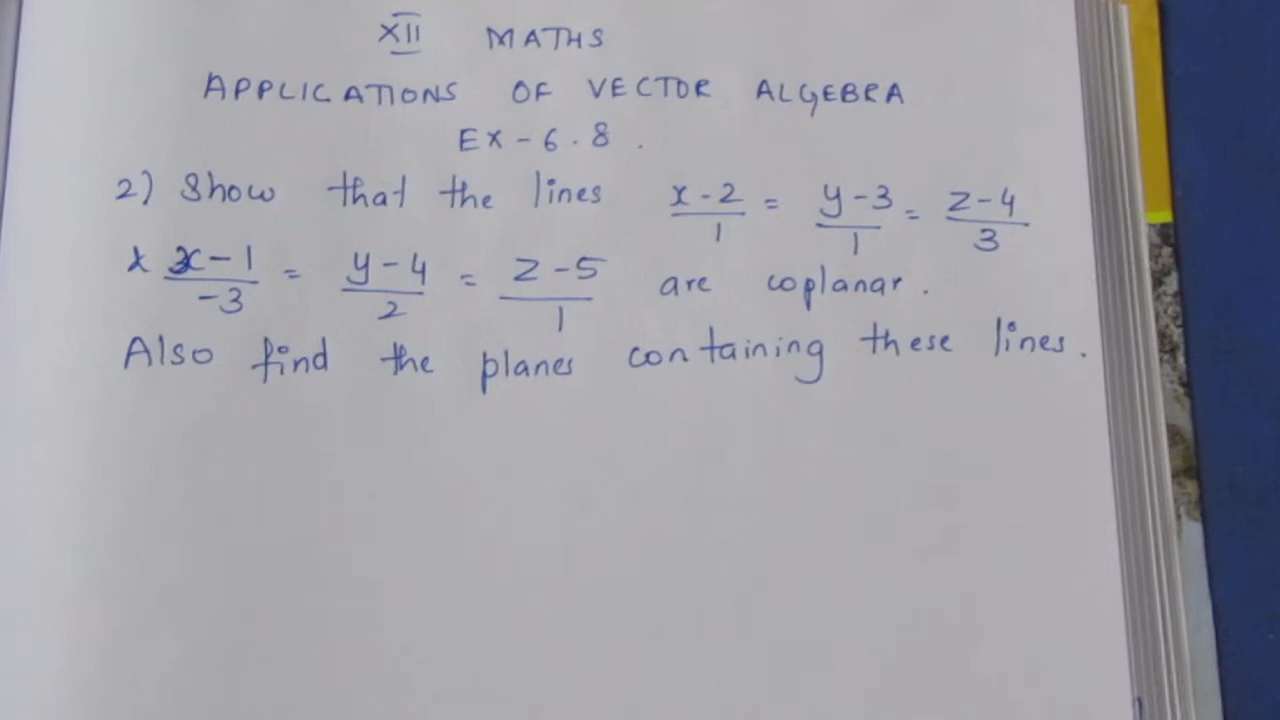 XII MATHS
APPLICATIONS OF VECTOR ALGEBRA
EX - 6.8.
2) Show that the lines x-2/1 = y-3/1 = z-4/3
& x-1/-3 = y-4/2 = z-5/1 are coplanar.
Also find the planes containing these lines.